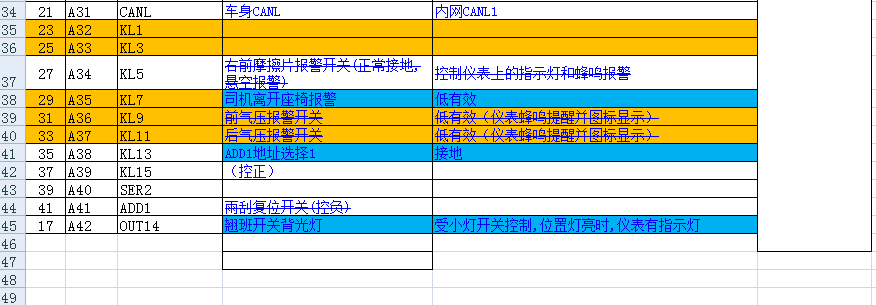 34 21 A31 CANL 车身CANL 内网CANL1
35 23 A32 KL1
36 25 A33 KL3
37 27 A34 KL5 右前摩擦片报警开关(正常接地, 控制仪表上的指示灯和蜂鸣报警
悬空报警)
38 29 A35 KL7 司机离开座椅报警 低有效
39 31 A36 KL9 前气压报警开关 低有效（仪表蜂鸣提醒并图标显示）
40 33 A37 KL11 后气压报警开关 低有效（仪表蜂鸣提醒并图标显示）
41 35 A38 KL13 ADD1地址选择1 接地
42 37 A39 KL15 （控正）
43 39 A40 SER2
44 41 A41 ADD1 雨刮复位开关(控负)
45 17 A42 OUT14 翘班开关背光灯 受小灯开关控制,位置灯亮时,仪表有指示灯
46
47
48
49